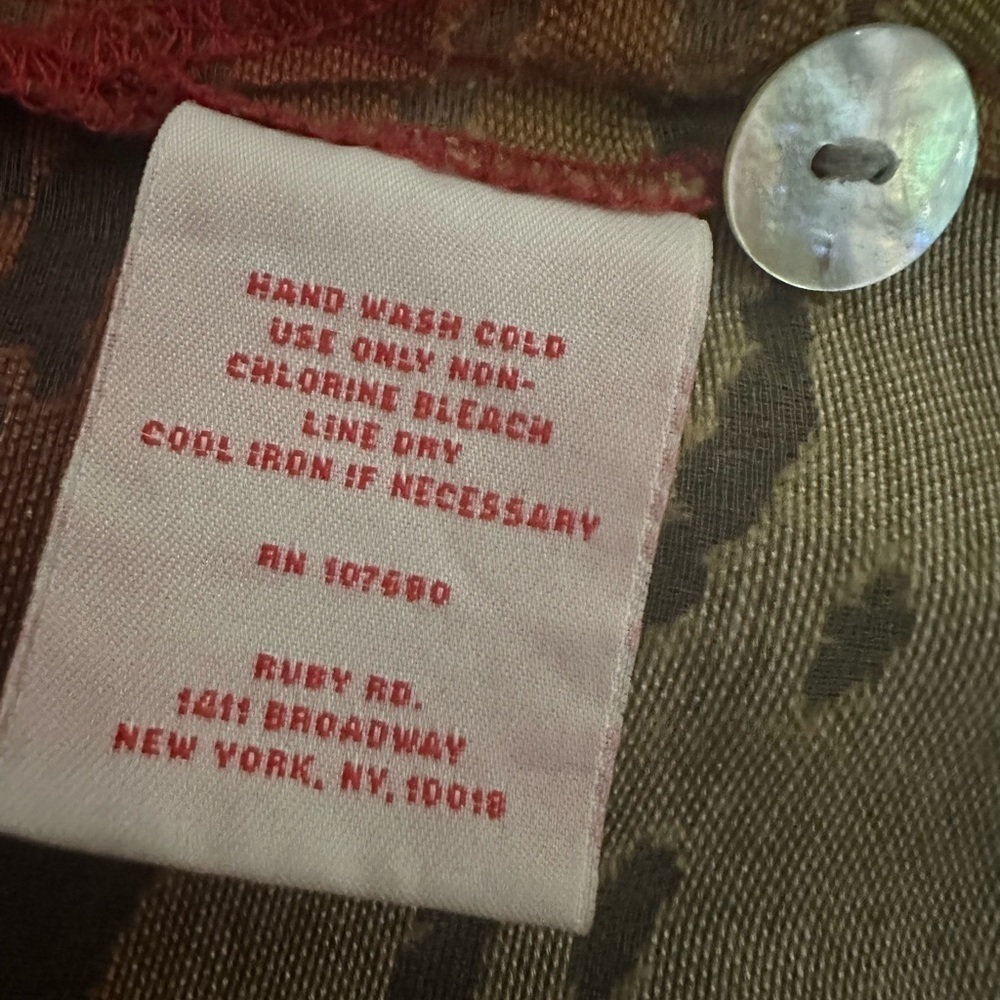 HAND WASH COLD
USE ONLY NON-
CHLORINE BLEACH
LINE DRY
COOL IRON IF NECESSARY
RN 107680
RUBY RD.
1411 BROADWAY
NEW YORK, NY, 10018